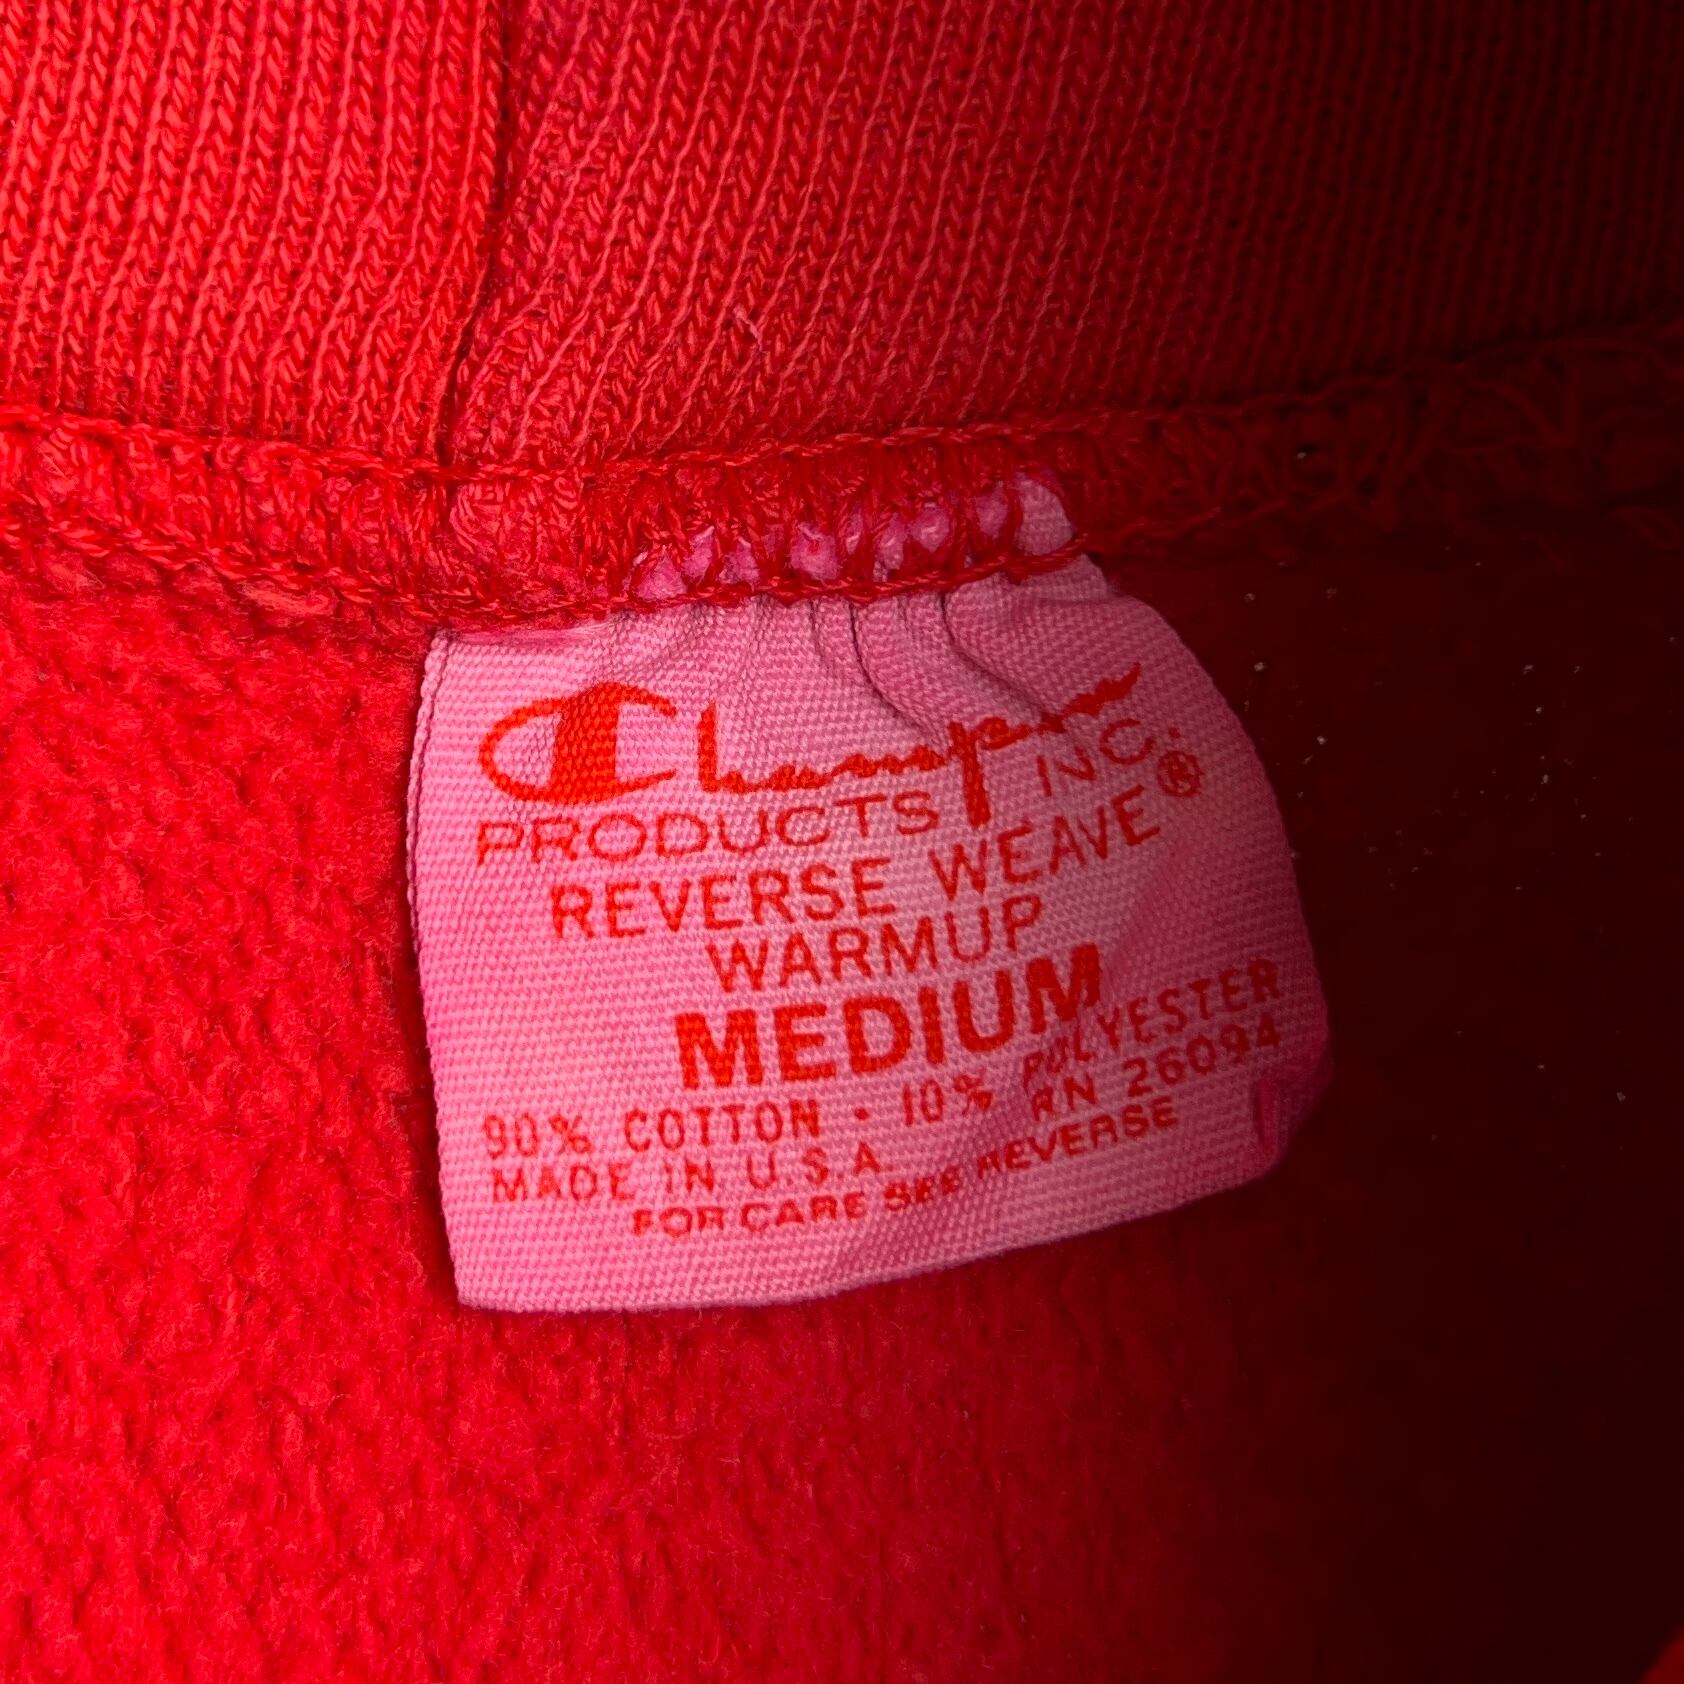 Champion
PRODUCTS INC.
REVERSE WEAVE ®
WARMUP
MEDIUM
90% COTTON • 10% POLYESTER
MADE IN U.S.A. RN 26094
FOR CARE SEE REVERSE